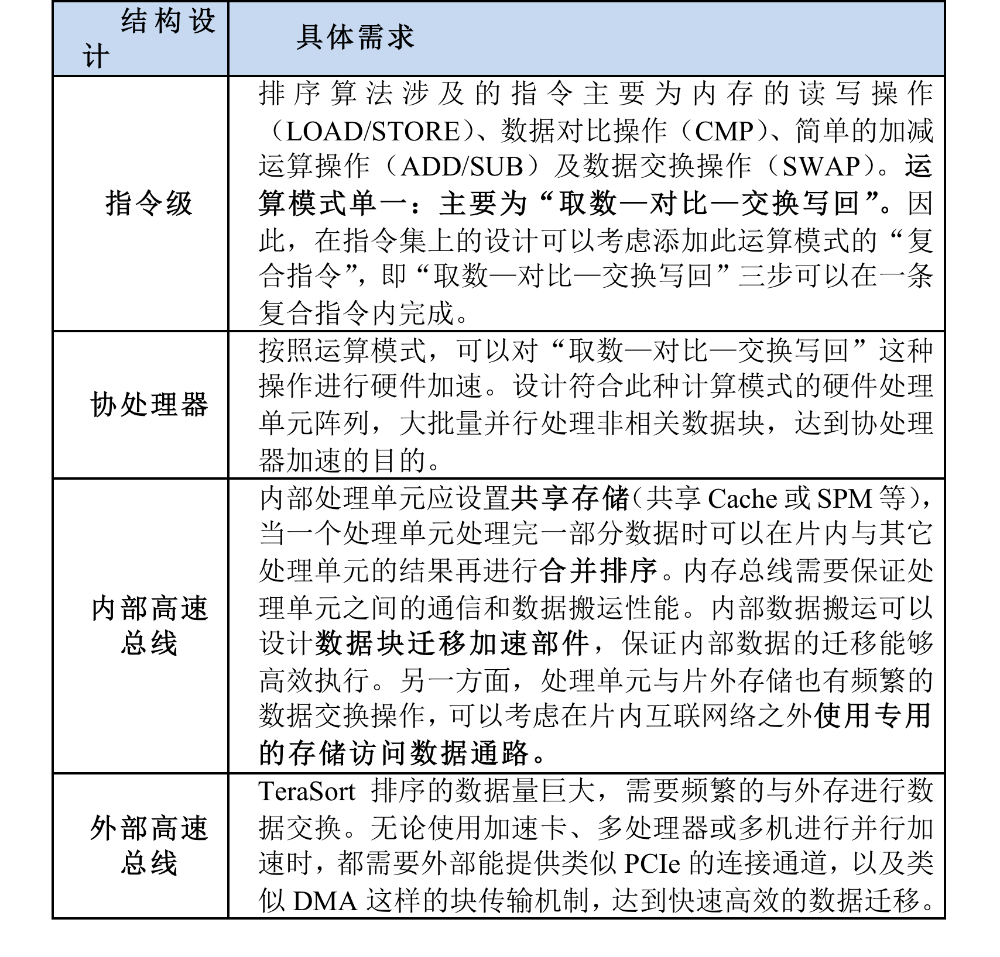 结构设
计
具体需求
指令级
排序算法涉及的指令主要为内存的读写操作
（LOAD/STORE）、数据对比操作（CMP）、简单的加减
运算操作（ADD/SUB）及数据交换操作（SWAP）。运
算模式单一：主要为“取数—对比—交换写回”。因
此，在指令集上的设计可以考虑添加此运算模式的“复
合指令”，即“取数—对比—交换写回”三步可以在一条
复合指令内完成。
协处理器
按照运算模式，可以对“取数—对比—交换写回”这种
操作进行硬件加速。设计符合此种计算模式的硬件处理
单元阵列，大批量并行处理非相关数据块，达到协处理
器加速的目的。
内部高速
总线
内部处理单元应设置共享存储（共享 Cache 或 SPM 等），
当一个处理单元处理完一部分数据时可以在片内与其它
处理单元的结果再进行合并排序。内存总线需要保证处
理单元之间的通信和数据搬运性能。内部数据搬运可以
设计数据块迁移加速部件，保证内部数据的迁移能够
高效执行。另一方面，处理单元与片外存储也有频繁的
数据交换操作，可以考虑在片内互联网络之外使用专用
的存储访问数据通路。
外部高速
总线
TeraSort 排序的数据量巨大，需要频繁的与外存进行数
据交换。无论使用加速卡、多处理器或多机进行并行加
速时，都需要外部能提供类似 PCIe 的连接通道，以及类
似 DMA 这样的块传输机制，达到快速高效的数据迁移。